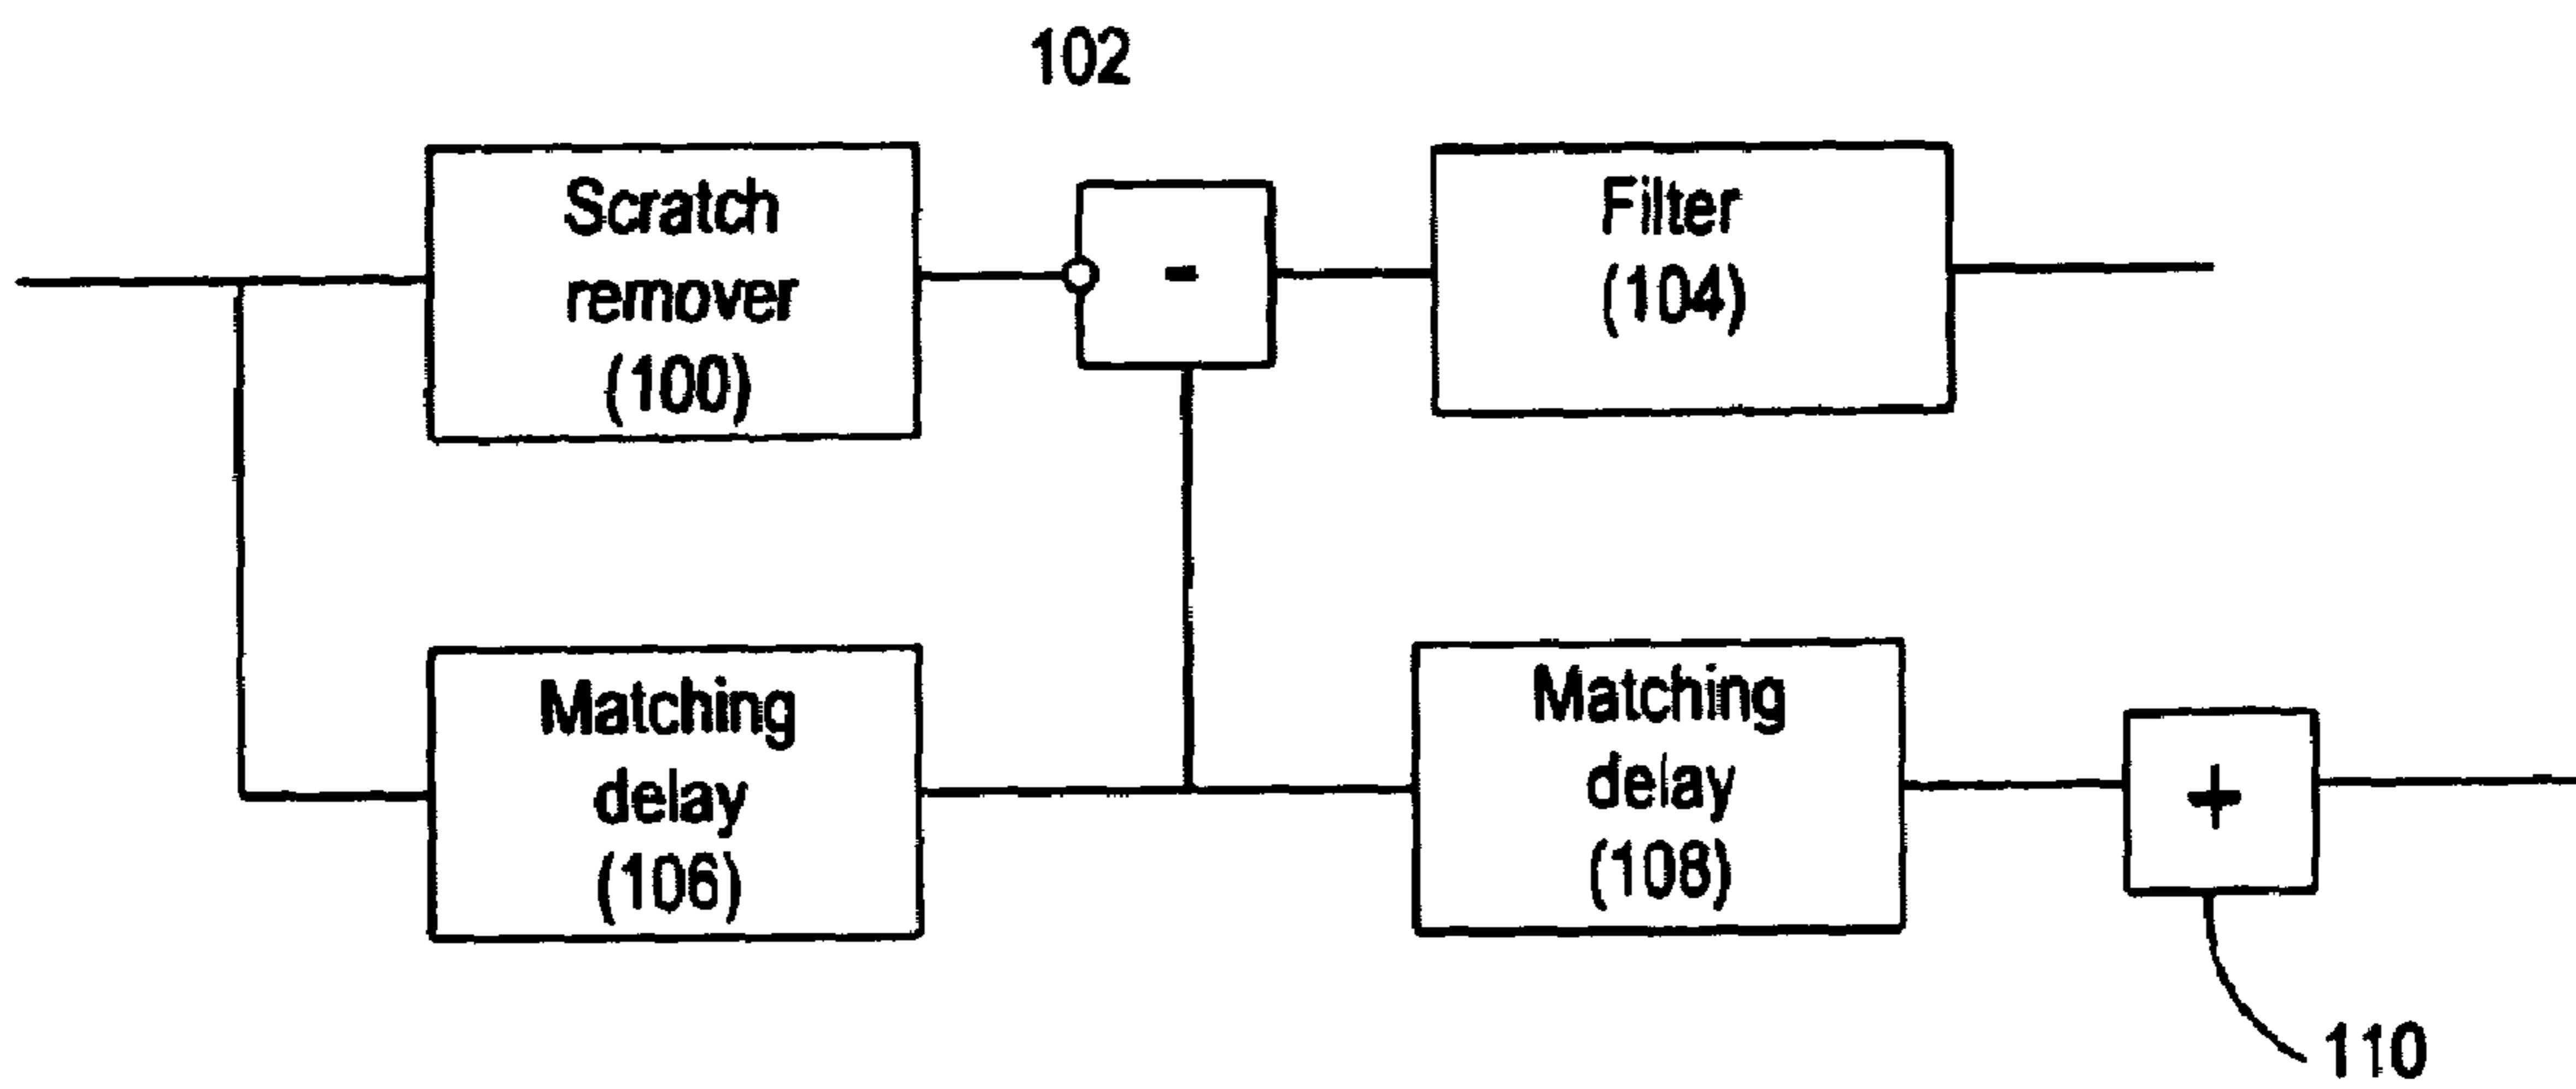 102
Scratch
remover
(100)
-
Filter
(104)
Matching
delay
(106)
Matching
delay
(108)
+
110